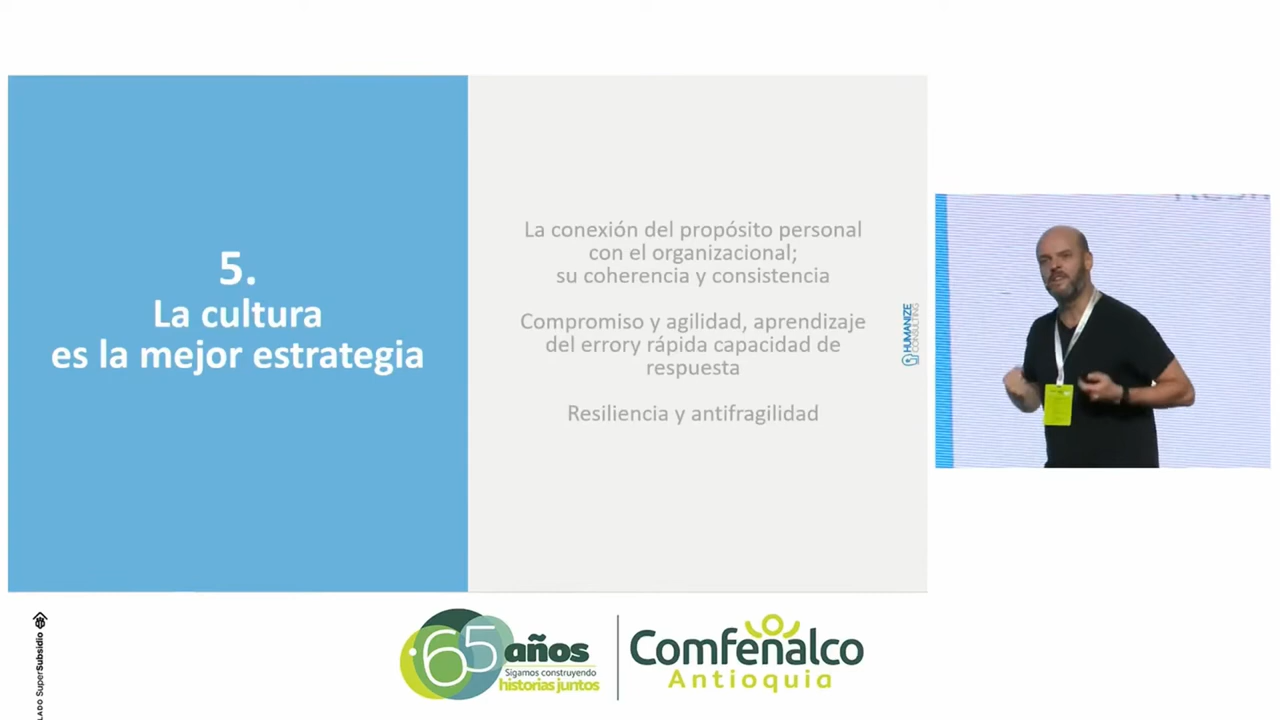 5.
La cultura
es la mejor estrategia
La conexión del propósito personal
con el organizacional;
su coherencia y consistencia
Compromiso y agilidad, aprendizaje
del errory rápida capacidad de
respuesta
Resiliencia y antifragilidad
HUMANIZE
CONSULTING
65 años
Sigamos construyendo
historias juntos
Comfenalco
Antioquia
LADO SuperSubsidio